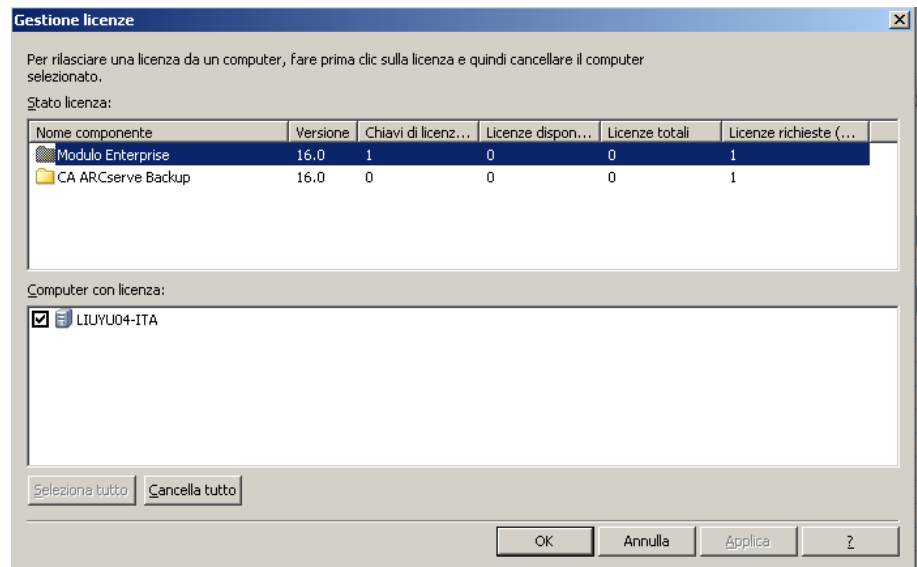 Gestione licenze
Per rilasciare una licenza da un computer, fare prima clic sulla licenza e quindi cancellare il computer
selezionato.
Stato licenza:
Nome componente Versione Chiavi di licenz... Licenze dispon... Licenze totali Licenze richieste (...
Modulo Enterprise 16.0 1 0 0 1
CA ARCserve Backup 16.0 0 0 0 1
Computer con licenza:
LIUYU04-ITA
Seleziona tutto Cancella tutto
OK Annulla Applica ?